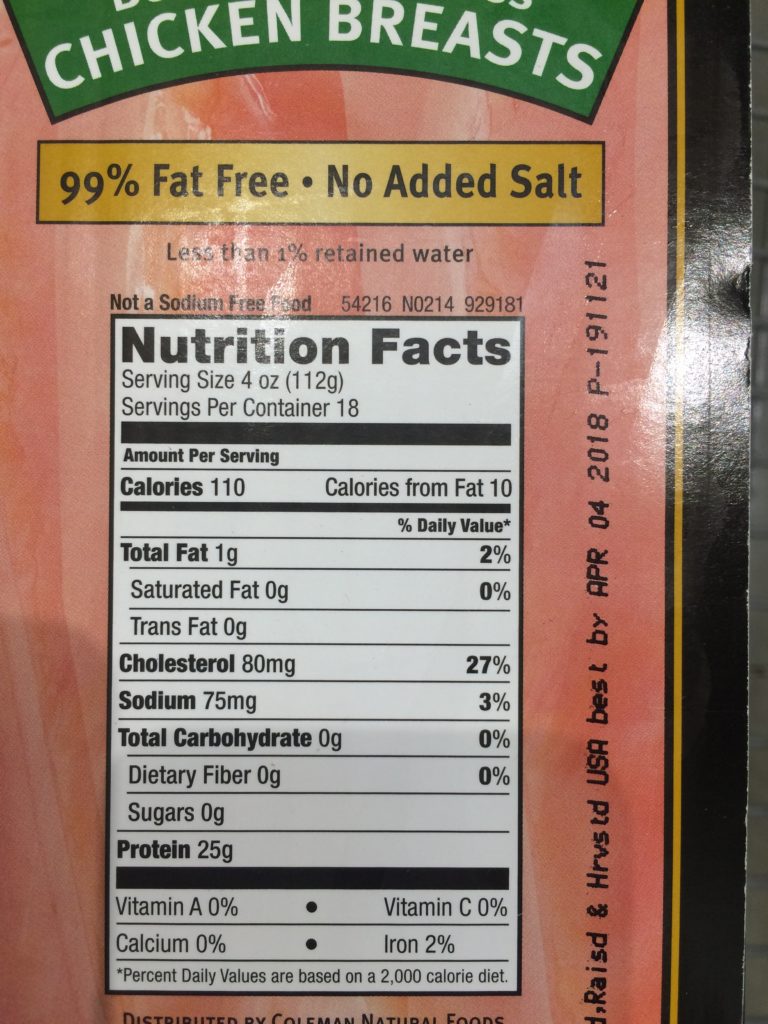 CHICKEN BREASTS
99% Fat Free • No Added Salt
Less than 1% retained water
Not a Sodium Free Food 54216 N0214 929181
Nutrition Facts
Serving Size 4 oz (112g)
Servings Per Container 18
Amount Per Serving
Calories 110 Calories from Fat 10
% Daily Value*
Total Fat 1g 2%
Saturated Fat 0g 0%
Trans Fat 0g
Cholesterol 80mg 27%
Sodium 75mg 3%
Total Carbohydrate 0g 0%
Dietary Fiber 0g 0%
Sugars 0g
Protein 25g
Vitamin A 0% • Vitamin C 0%
Calcium 0% • Iron 2%
*Percent Daily Values are based on a 2,000 calorie diet.
DISTRIBUTED BY COLEMAN NATURAL FOODS
Raisd & Hrvstd USA best by APR 04 2018 P-191121